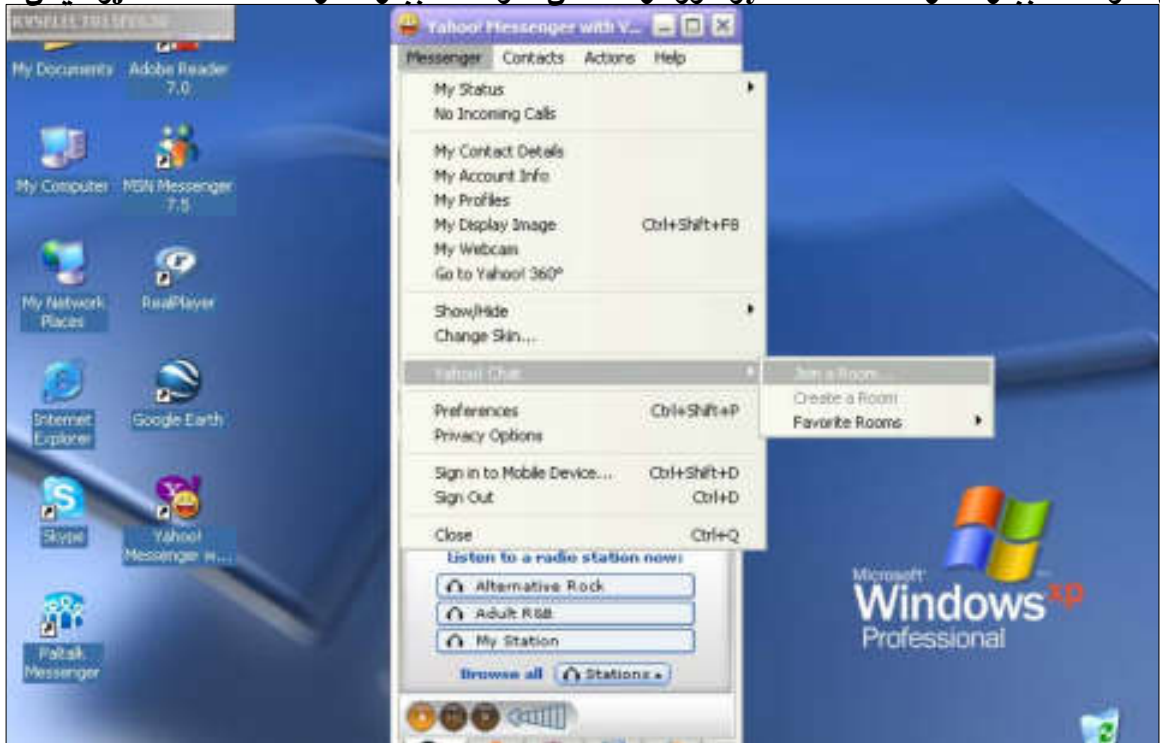 Yahoo! Messenger with V...
Messenger Contacts Actions Help
My Status
No Incoming Calls
My Contact Details
My Account Info
My Profiles
My Display Image Ctrl+Shift+F8
My Webcam
Go to Yahoo! 360º
Show/Hide
Change Skin...
Yahoo! Chat
Join a Room...
Create a Room
Favorite Rooms
Preferences Ctrl+Shift+P
Privacy Options
Sign in to Mobile Device... Ctrl+Shift+D
Sign Out Ctrl+D
Close Ctrl+Q
Listen to a radio station now:
Alternative Rock
Adult R&B
My Station
Browse all Stations
My Documents
Adobe Reader 7.0
My Computer
MSN Messenger 7.5
My Network Places
RealPlayer
Internet Explorer
Google Earth
Skype
Yahoo! Messenger w...
Paltalk Messenger
Microsoft
Windows xp
Professional